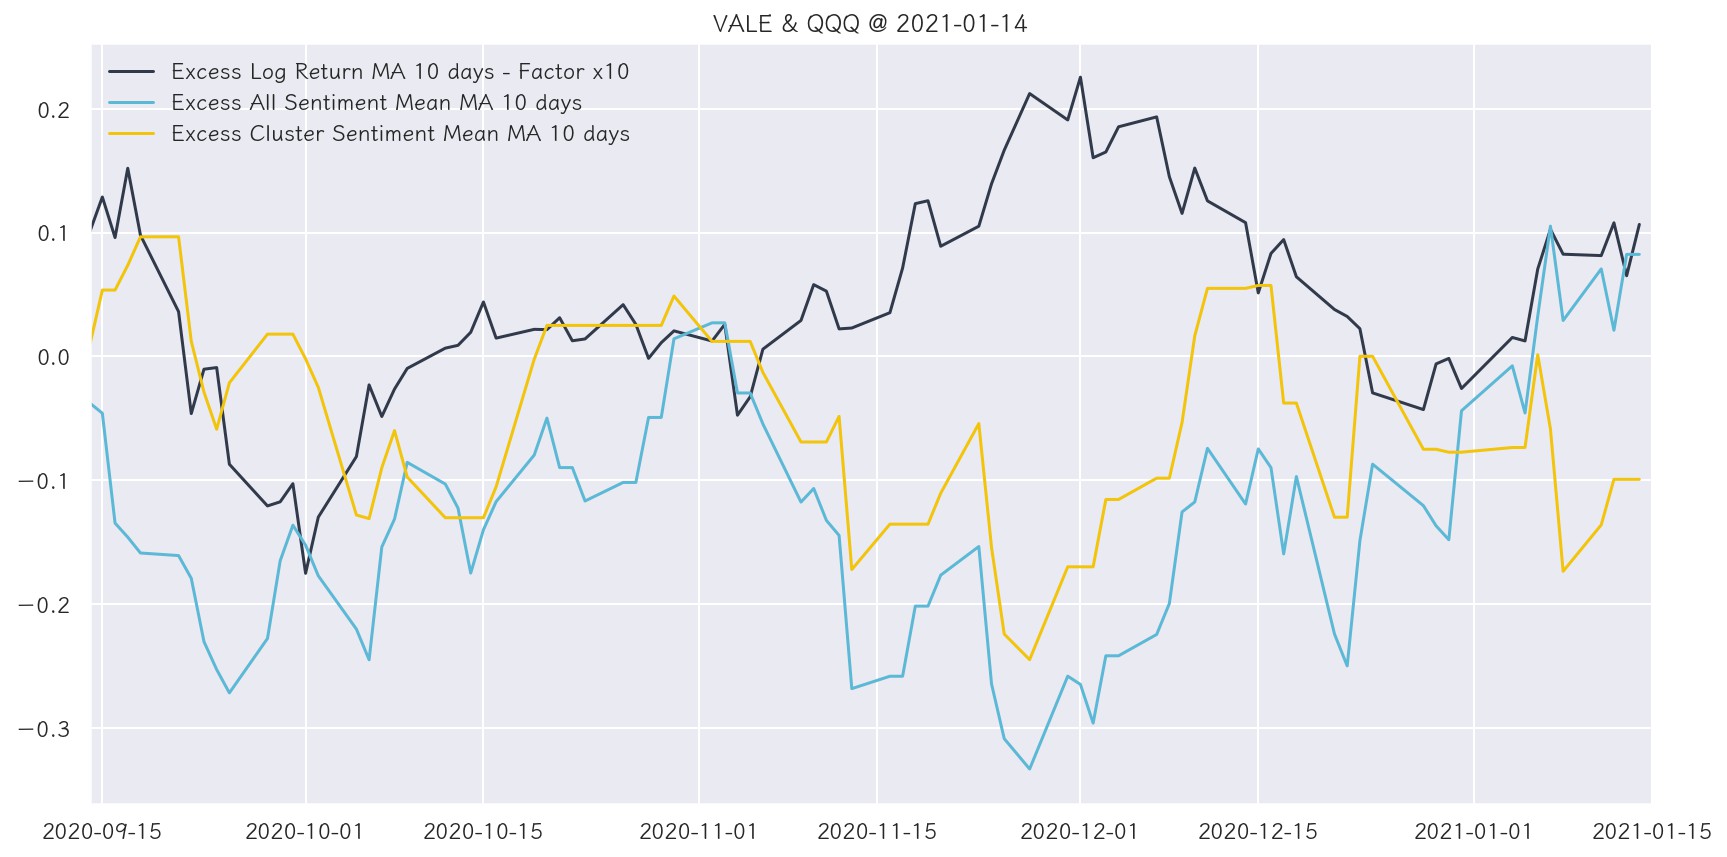 VALE & QQQ @ 2021-01-14
Excess Log Return MA 10 days - Factor x10
Excess All Sentiment Mean MA 10 days
Excess Cluster Sentiment Mean MA 10 days
0.2
0.1
0.0
−0.1
−0.2
−0.3
2020-09-15 2020-10-01 2020-10-15 2020-11-01 2020-11-15 2020-12-01 2020-12-15 2021-01-01 2021-01-15